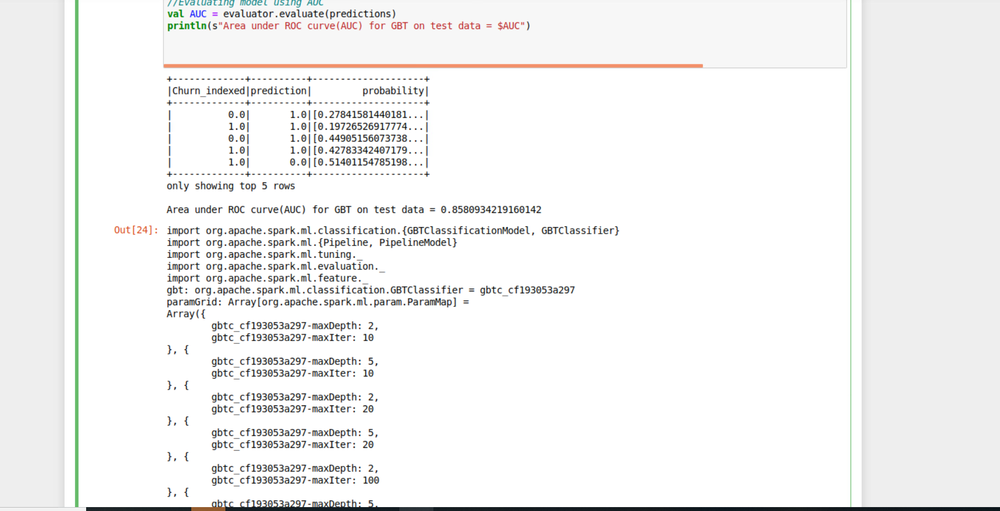 //Evaluating model using AUC
val AUC = evaluator.evaluate(predictions)
println(s"Area under ROC curve(AUC) for GBT on test data = $AUC")
+-------------+----------+--------------------+
|Churn_indexed|prediction|         probability|
+-------------+----------+--------------------+
|          0.0|       1.0|[0.27841581440181...|
|          1.0|       1.0|[0.19726526917774...|
|          0.0|       1.0|[0.44905156073738...|
|          1.0|       1.0|[0.42783342407179...|
|          1.0|       0.0|[0.51401154785198...|
+-------------+----------+--------------------+
only showing top 5 rows
Area under ROC curve(AUC) for GBT on test data = 0.8580934219160142
Out[24]: import org.apache.spark.ml.classification.{GBTClassificationModel, GBTClassifier}
import org.apache.spark.ml.{Pipeline, PipelineModel}
import org.apache.spark.ml.tuning._
import org.apache.spark.ml.evaluation._
import org.apache.spark.ml.feature._
gbt: org.apache.spark.ml.classification.GBTClassifier = gbtc_cf193053a297
paramGrid: Array[org.apache.spark.ml.param.ParamMap] =
Array({
        gbtc_cf193053a297-maxDepth: 2,
        gbtc_cf193053a297-maxIter: 10
}, {
        gbtc_cf193053a297-maxDepth: 5,
        gbtc_cf193053a297-maxIter: 10
}, {
        gbtc_cf193053a297-maxDepth: 2,
        gbtc_cf193053a297-maxIter: 20
}, {
        gbtc_cf193053a297-maxDepth: 5,
        gbtc_cf193053a297-maxIter: 20
}, {
        gbtc_cf193053a297-maxDepth: 2,
        gbtc_cf193053a297-maxIter: 100
}, {
        gbtc_cf193053a297-maxDepth: 5,